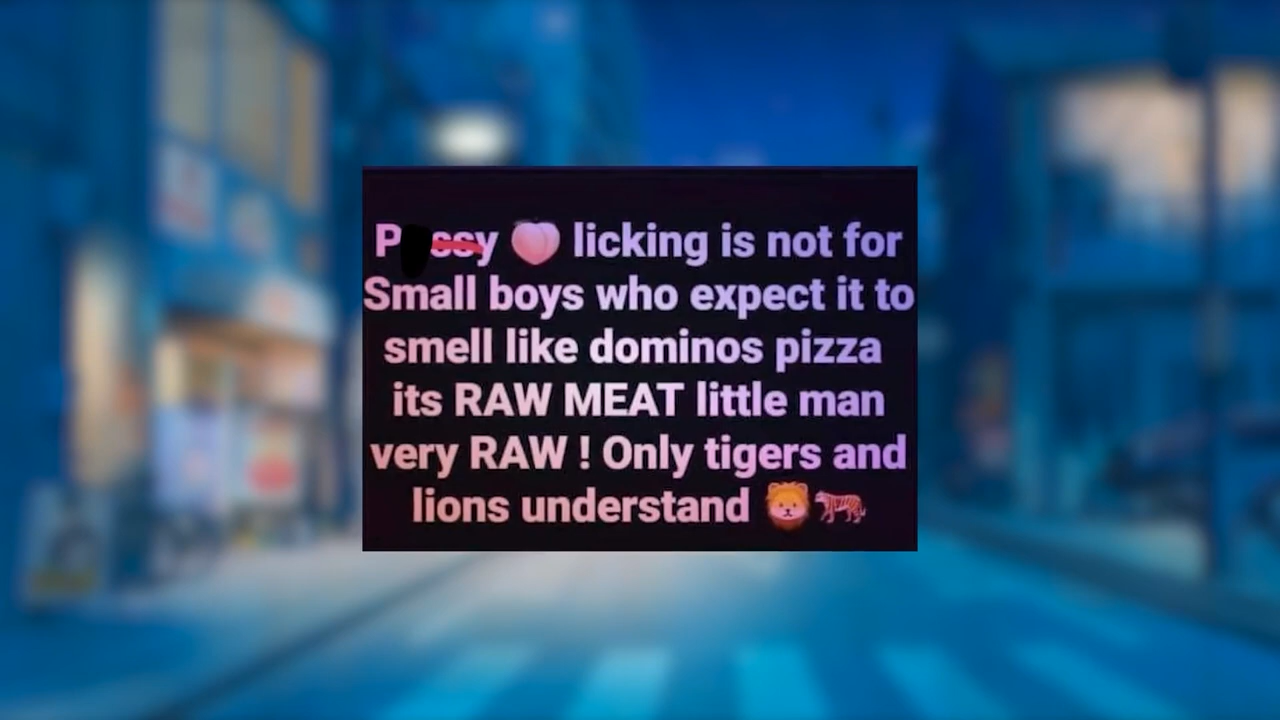 P ssy 🍑 licking is not for
Small boys who expect it to
smell like dominos pizza
its RAW MEAT little man
very RAW ! Only tigers and
lions understand 🦁🐅